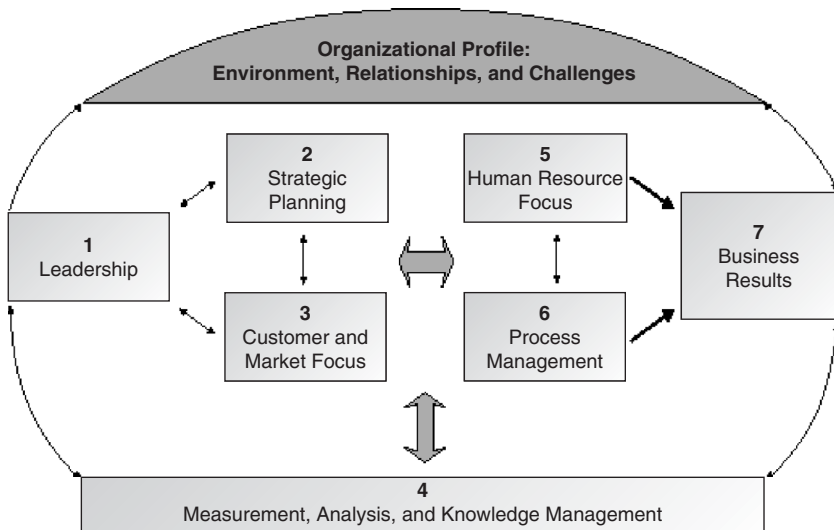 Organizational Profile:
Environment, Relationships, and Challenges
1
Leadership
2
Strategic
Planning
3
Customer and
Market Focus
5
Human Resource
Focus
6
Process
Management
7
Business
Results
4
Measurement, Analysis, and Knowledge Management